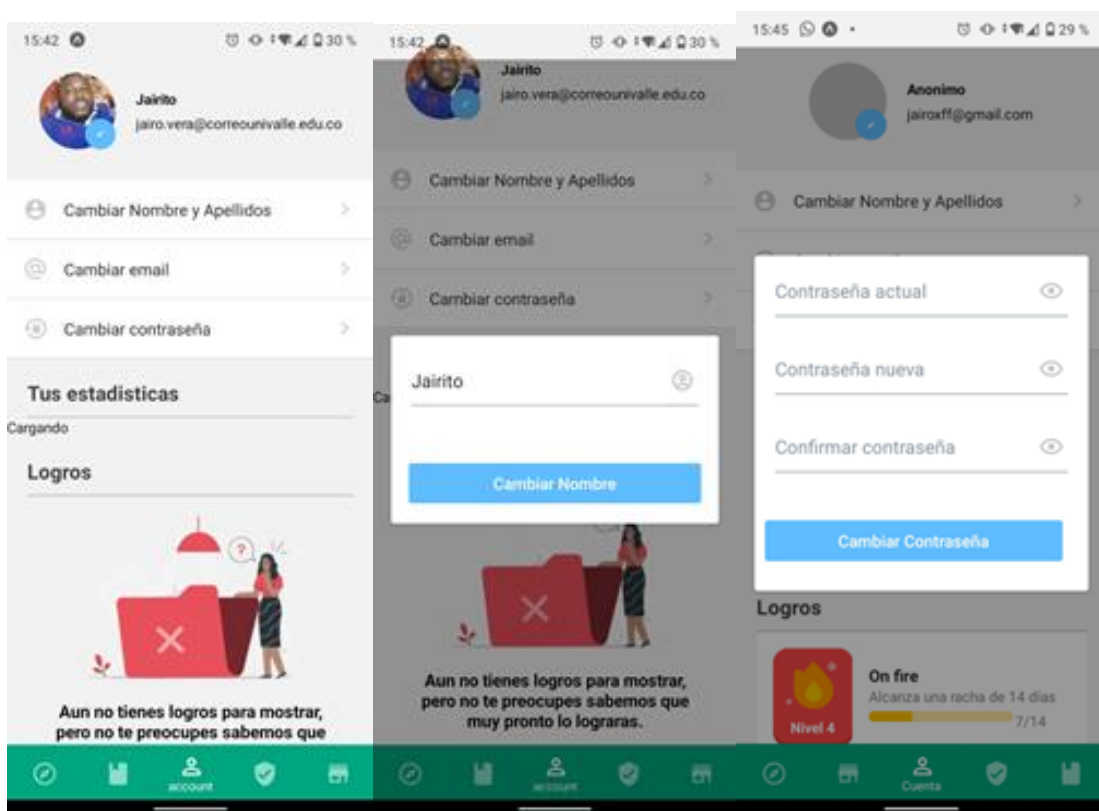 15:42
30 %
Jairito
jairo.vera@correounivalle.edu.co
Cambiar Nombre y Apellidos
Cambiar email
Cambiar contraseña
Tus estadisticas
Cargando
Logros
?
Aun no tienes logros para mostrar,
pero no te preocupes sabemos que
account
15:42
30 %
Jairito
jairo.vera@correounivalle.edu.co
Cambiar Nombre y Apellidos
Cambiar email
Cambiar contraseña
Ca
Jairito
Cambiar Nombre
Aun no tienes logros para mostrar,
pero no te preocupes sabemos que
muy pronto lo lograras.
account
15:45
29 %
Anonimo
jairoxff@gmail.com
Cambiar Nombre y Apellidos
Contraseña actual
Contraseña nueva
Confirmar contraseña
Cambiar Contraseña
Logros
On fire
Alcanza una racha de 14 días
7/14
Nivel 4
Cuenta